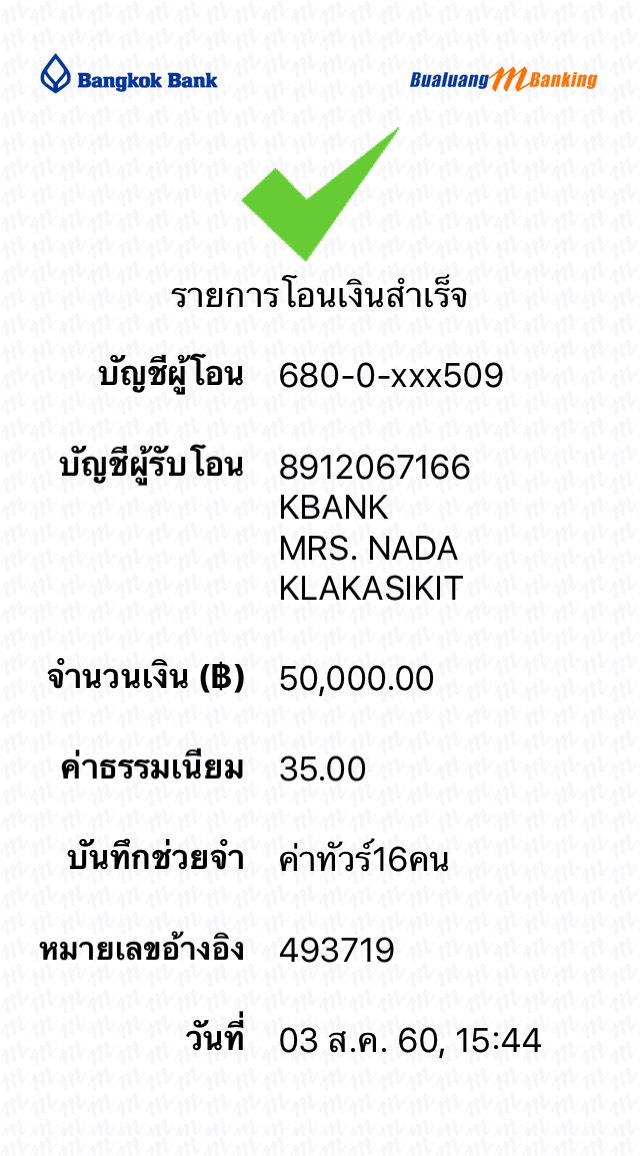 Bangkok Bank
Bualuang mBanking
รายการโอนเงินสำเร็จ
บัญชีผู้โอน 680-0-xxx509
บัญชีผู้รับโอน 8912067166
KBANK
MRS. NADA
KLAKASIKIT
จำนวนเงิน (฿) 50,000.00
ค่าธรรมเนียม 35.00
บันทึกช่วยจำ ค่าทัวร์16คน
หมายเลขอ้างอิง 493719
วันที่ 03 ส.ค. 60, 15:44